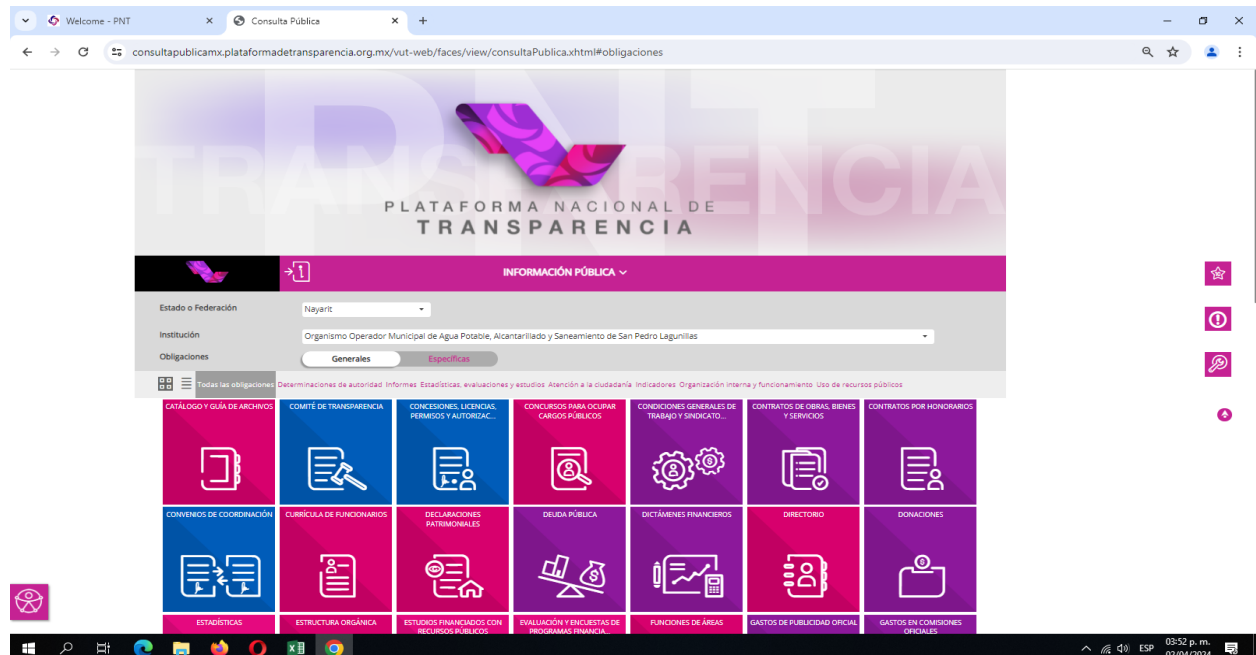 Welcome - PNT
Consulta Pública
consultapublicamx.plataformadetransparencia.org.mx/vut-web/faces/view/consultaPublica.xhtml#obligaciones
PNT
TRANSPARENCIA
PLATAFORMA NACIONAL DE
TRANSPARENCIA
INFORMACIÓN PÚBLICA
Estado o Federación
Nayarit
Institución
Organismo Operador Municipal de Agua Potable, Alcantarillado y Saneamiento de San Pedro Lagunillas
Obligaciones
Generales
Específicas
Todas las obligaciones Determinaciones de autoridad Informes Estadísticas, evaluaciones y estudios Atención a la ciudadanía Indicadores Organización interna y funcionamiento Uso de recursos públicos
CATÁLOGO Y GUÍA DE ARCHIVOS
COMITÉ DE TRANSPARENCIA
CONCESIONES, LICENCIAS,
PERMISOS Y AUTORIZAC...
CONCURSOS PARA OCUPAR
CARGOS PÚBLICOS
CONDICIONES GENERALES DE
TRABAJO Y SINDICATO...
CONTRATOS DE OBRAS, BIENES
Y SERVICIOS
CONTRATOS POR HONORARIOS
CONVENIOS DE COORDINACIÓN
CURRÍCULA DE FUNCIONARIOS
DECLARACIONES
PATRIMONIALES
DEUDA PÚBLICA
DICTÁMENES FINANCIEROS
DIRECTORIO
DONACIONES
ESTADÍSTICAS
ESTRUCTURA ORGÁNICA
ESTUDIOS FINANCIADOS CON
RECURSOS PÚBLICOS
EVALUACIÓN Y ENCUESTAS DE
PROGRAMAS FINANCIA...
FUNCIONES DE ÁREAS
GASTOS DE PUBLICIDAD OFICIAL
GASTOS EN COMISIONES
OFICIALES
ESP
03:52 p. m.
02/04/2024